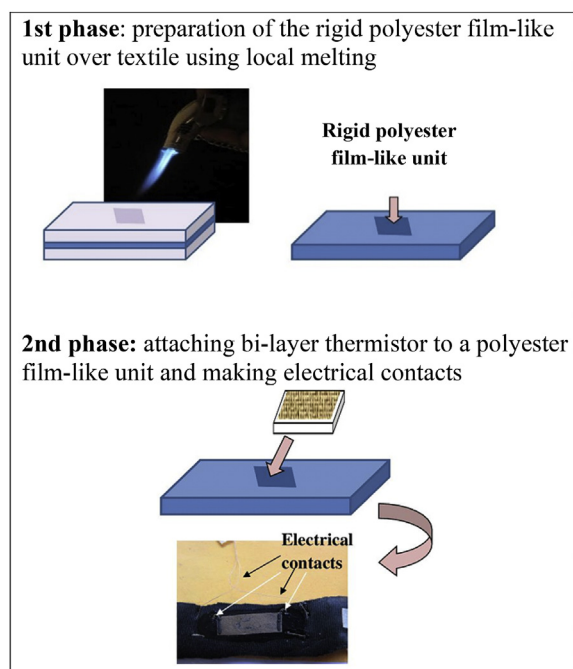 1st phase: preparation of the rigid polyester film-like
unit over textile using local melting
Rigid polyester
film-like unit
2nd phase: attaching bi-layer thermistor to a polyester
film-like unit and making electrical contacts
Electrical
contacts